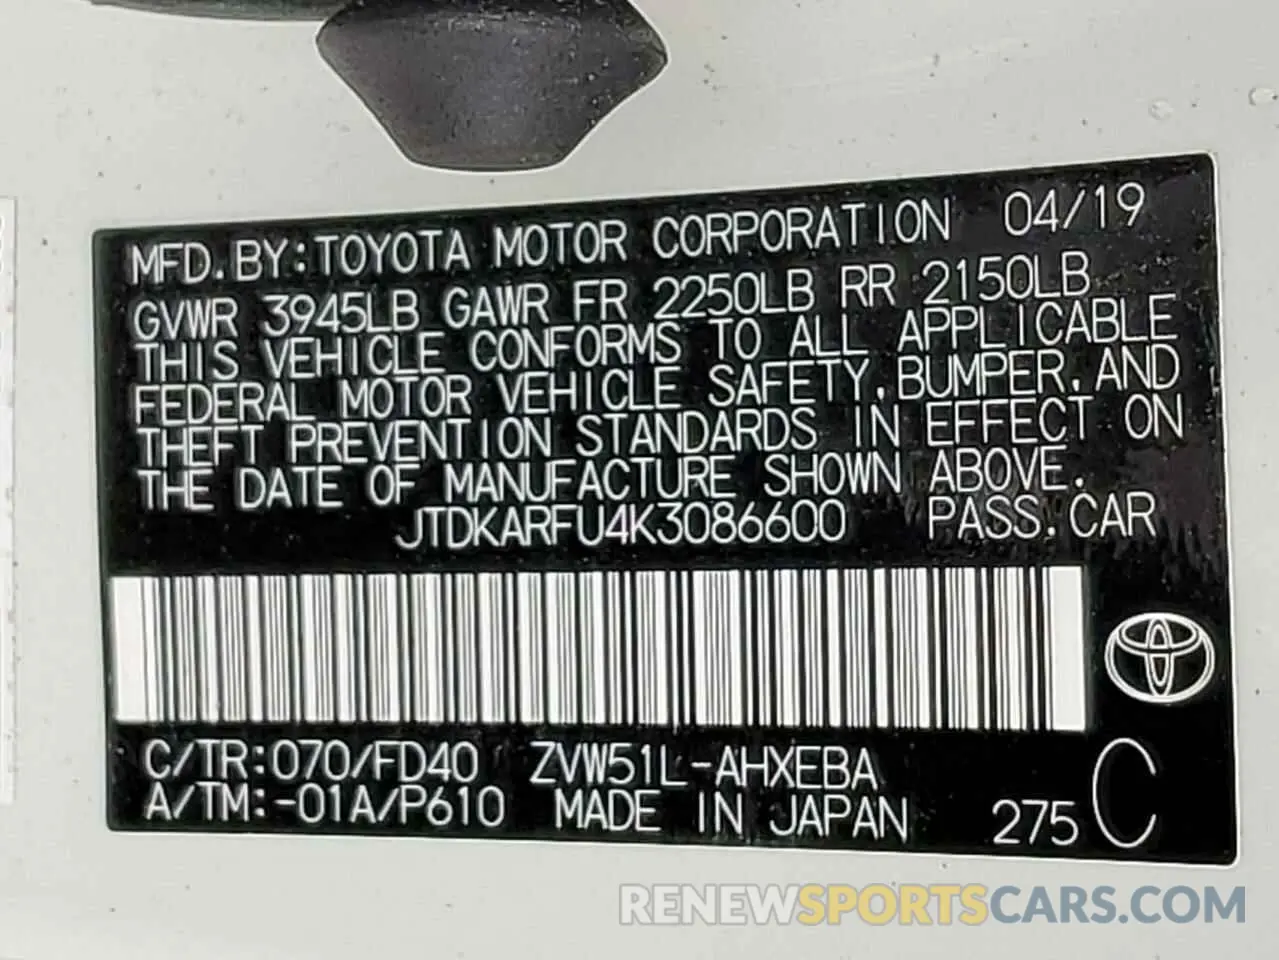 MFD.BY:TOYOTA MOTOR CORPORATION 04/19
GVWR 3945LB GAWR FR 2250LB RR 2150LB
THIS VEHICLE CONFORMS TO ALL APPLICABLE
FEDERAL MOTOR VEHICLE SAFETY, BUMPER, AND
THEFT PREVENTION STANDARDS IN EFFECT ON
THE DATE OF MANUFACTURE SHOWN ABOVE.
JTDKARFU4K3086600 PASS.CAR
C/TR:070/FD40 ZVW51L-AHXEBA
A/TM:-01A/P610 MADE IN JAPAN 275 C
RENEWSPORTSCARS.COM